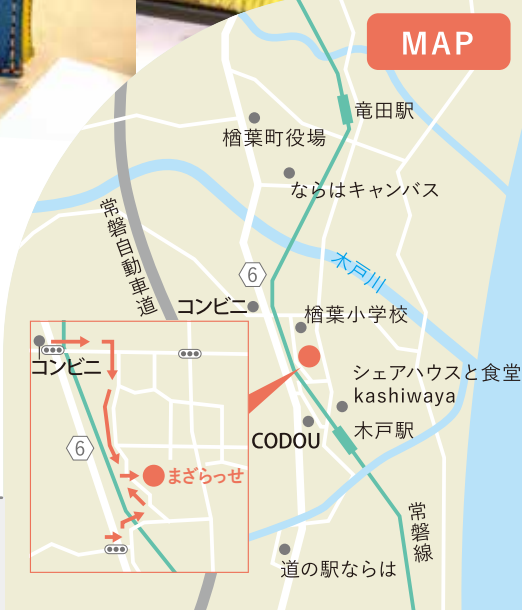 MAP
竜田駅
楢葉町役場
ならはキャンバス
常磐自動車道
木戸川
6
コンビニ
楢葉小学校
シェアハウスと食堂
kashiwaya
CODOU
木戸駅
常磐線
道の駅ならは
コンビニ
6
まざらっせ